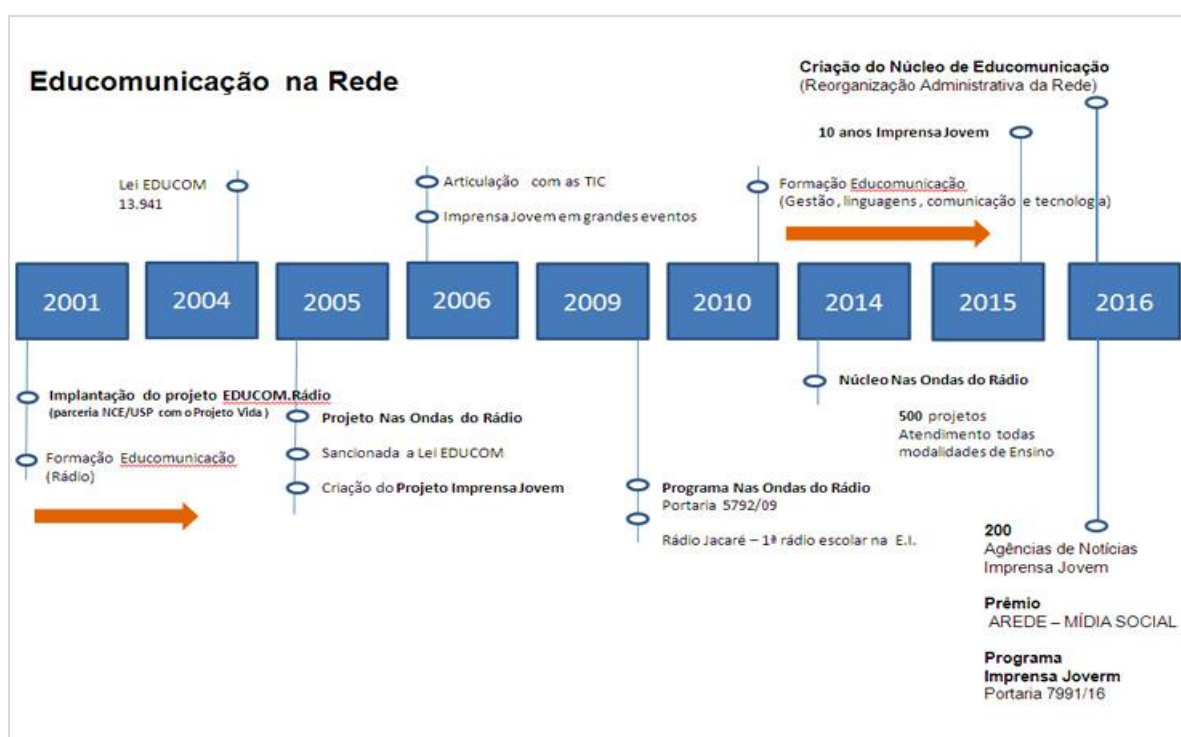 Educomunicação na Rede
Criação do Núcleo de Educomunicação
(Reorganização Administrativa da Rede)
10 anos Imprensa Jovem
Lei EDUCOM
13.941
Articulação com as TIC
Imprensa Jovem em grandes eventos
Formação Educomunicação
(Gestão, linguagens, comunicação e tecnologia)
2001
2004
2005
2006
2009
2010
2014
2015
2016
Implantação do projeto EDUCOM.Rádio
(parceria NCE/USP com o Projeto Vida )
Formação Educomunicação
(Rádio)
Projeto Nas Ondas do Rádio
Sancionada a Lei EDUCOM
Criação do Projeto Imprensa Jovem
Programa Nas Ondas do Rádio
Portaria 5792/09
Rádio Jacaré – 1ª rádio escolar na E.I.
Núcleo Nas Ondas do Rádio
500 projetos
Atendimento todas
modalidades de Ensino
200
Agências de Notícias
Imprensa Jovem
Prêmio
AREDE – MÍDIA SOCIAL
Programa
Imprensa Joverm
Portaria 7991/16